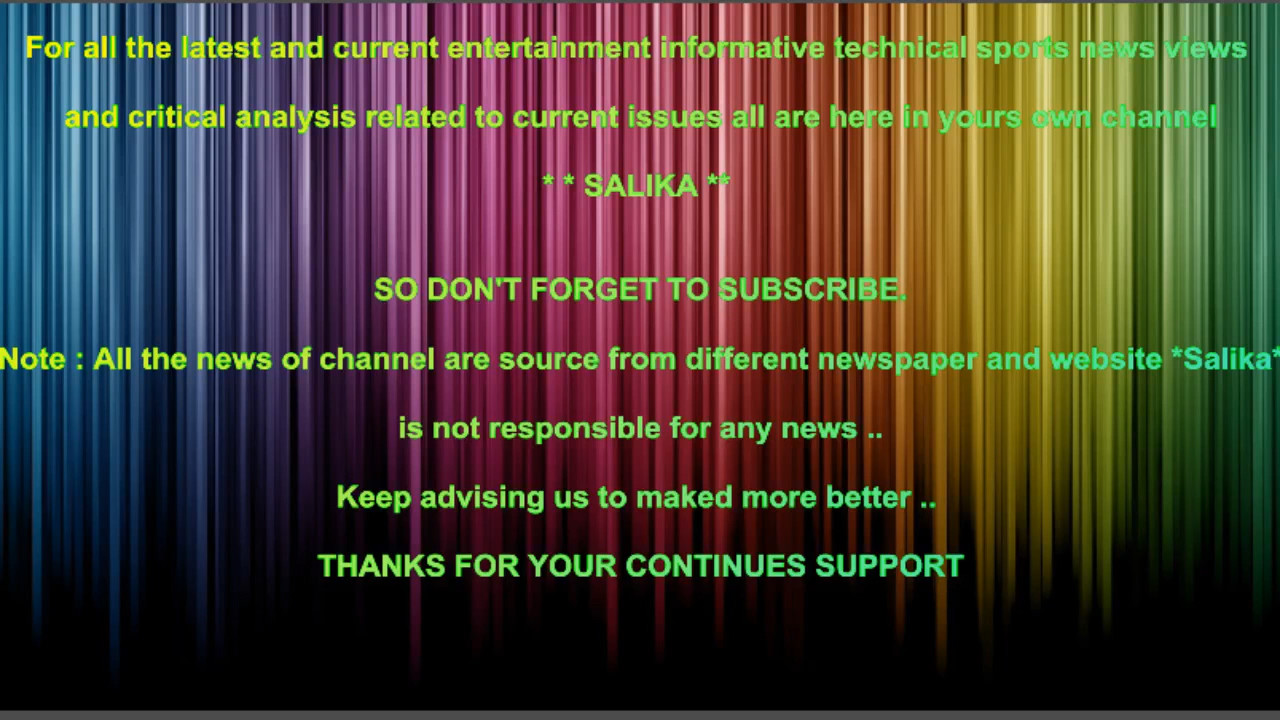 For all the latest and current entertainment informative technical sports news views
and critical analysis related to current issues all are here in yours own channel
* * SALIKA **
SO DON'T FORGET TO SUBSCRIBE.
Note : All the news of channel are source from different newspaper and website *Salika*
is not responsible for any news ..
Keep advising us to maked more better ..
THANKS FOR YOUR CONTINUES SUPPORT